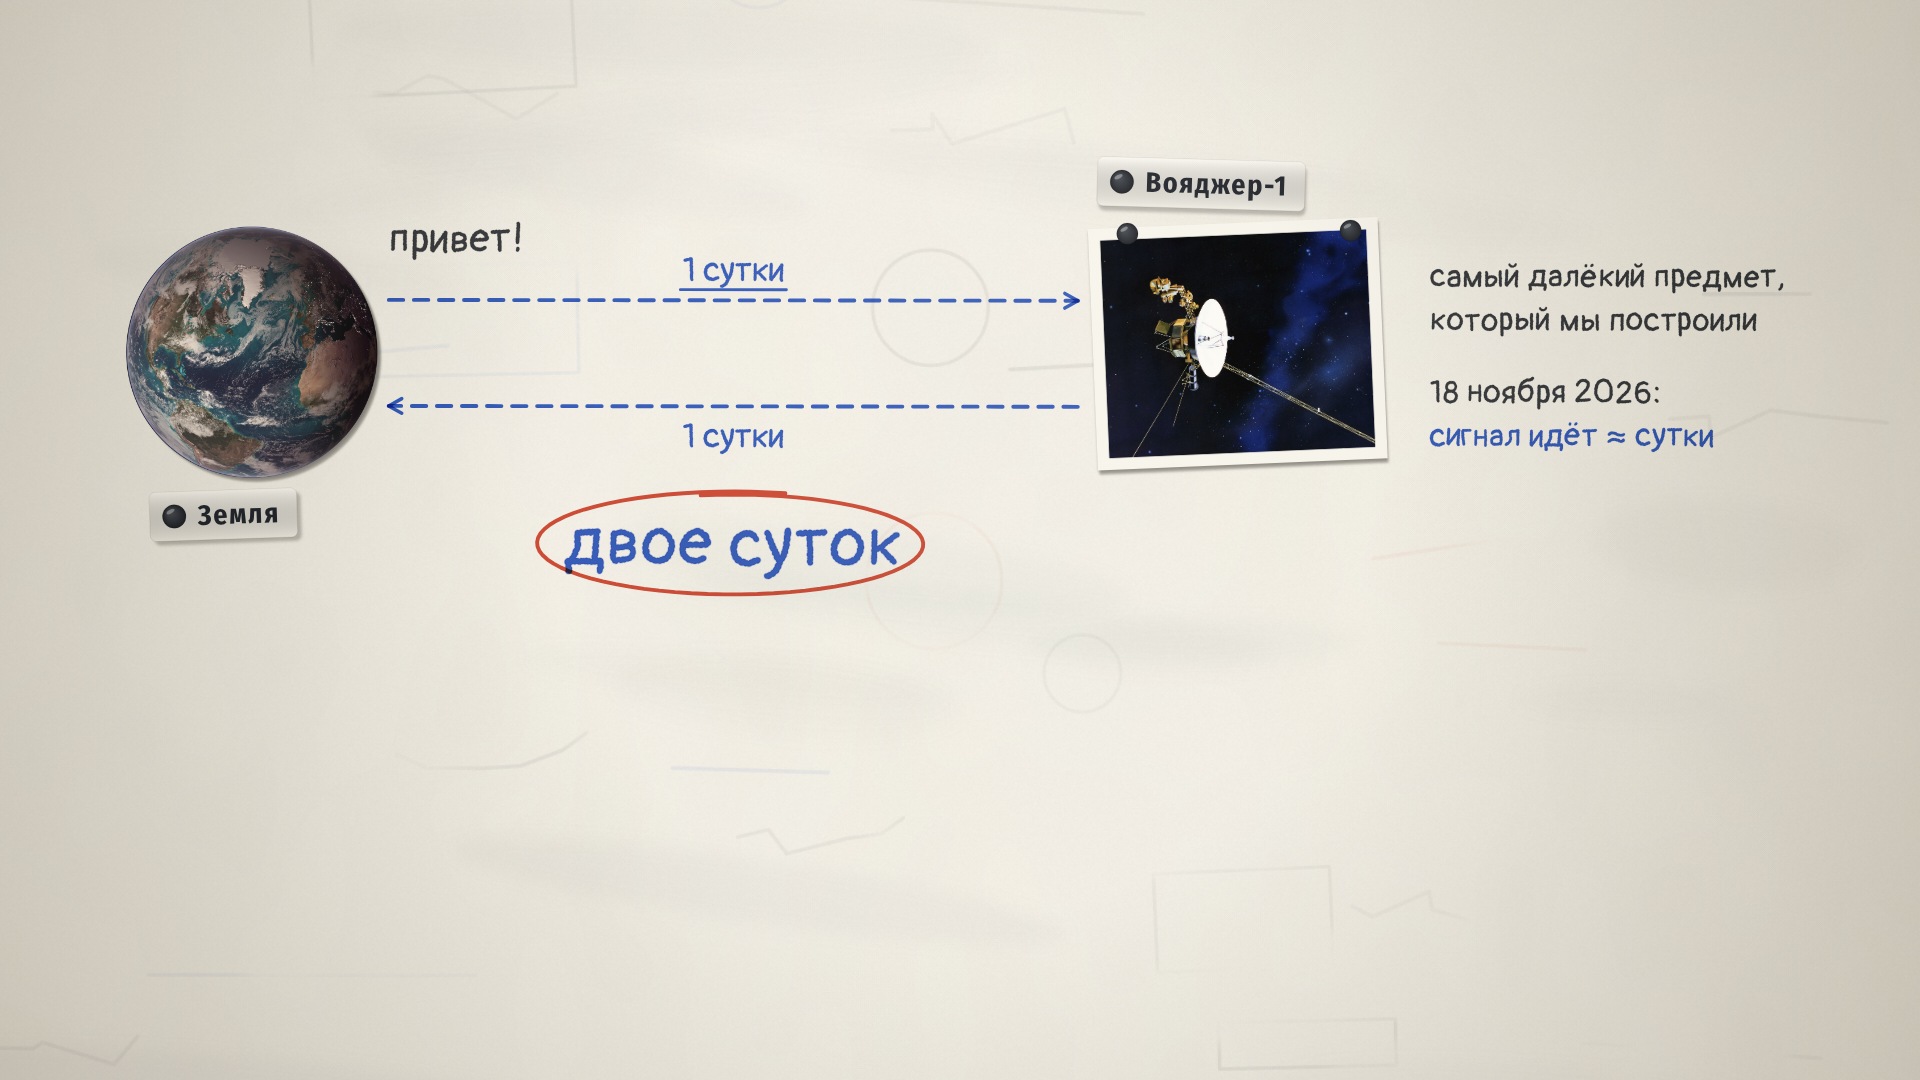 Вояджер-1
привет!
1 сутки
самый далёкий предмет,
который мы построили
18 ноября 2026:
сигнал идёт ≈ сутки
1 сутки
Земля
двое суток